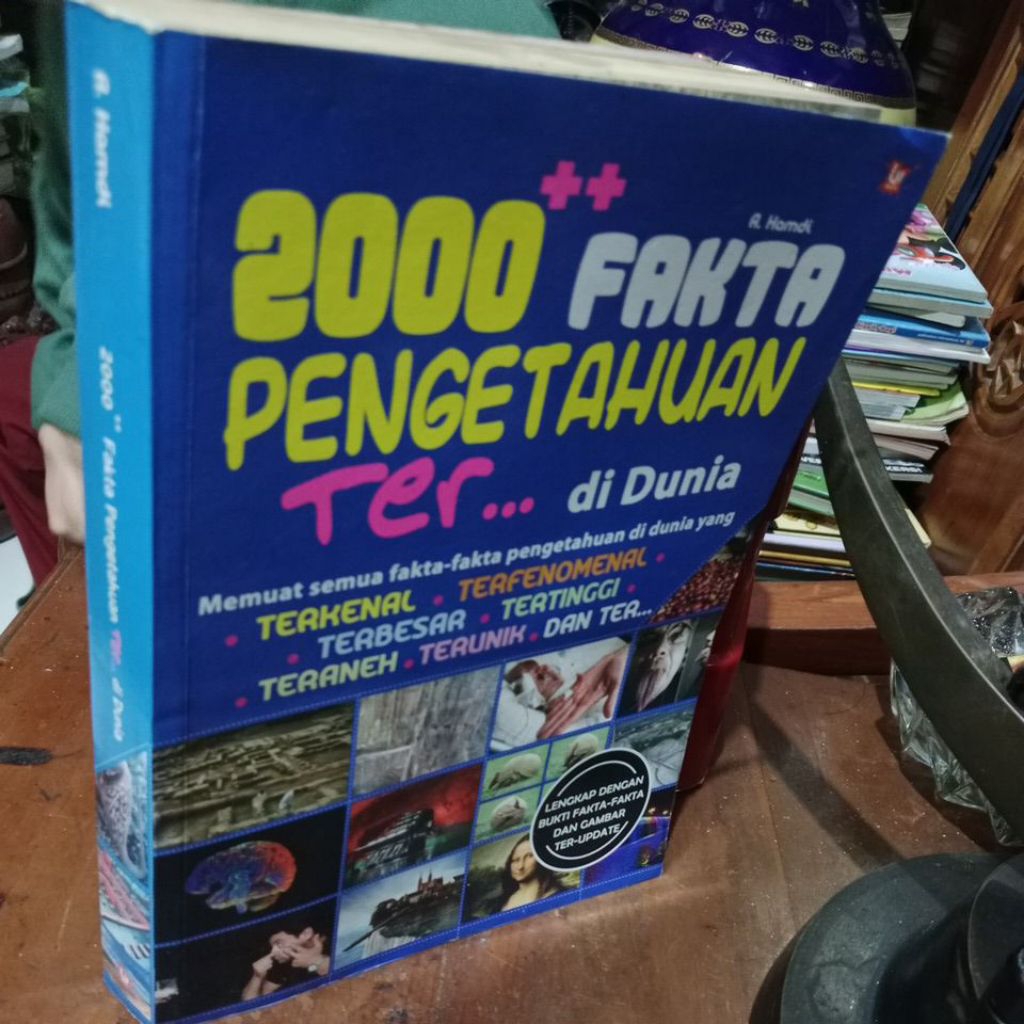 A. Hamdi
2000++ Fakta Pengetahuan Ter... di Dunia
A. Hamdi
2000++ FAKTA
PENGETAHUAN
Ter... di Dunia
Memuat semua fakta-fakta pengetahuan di dunia yang
• TERKENAL • TERFENOMENAL •
• TERBESAR • TERTINGGI •
• TERANEH • TERUNIK • DAN TER...
LENGKAP DENGAN
BUKTI FAKTA-FAKTA
DAN GAMBAR
TER-UPDATE